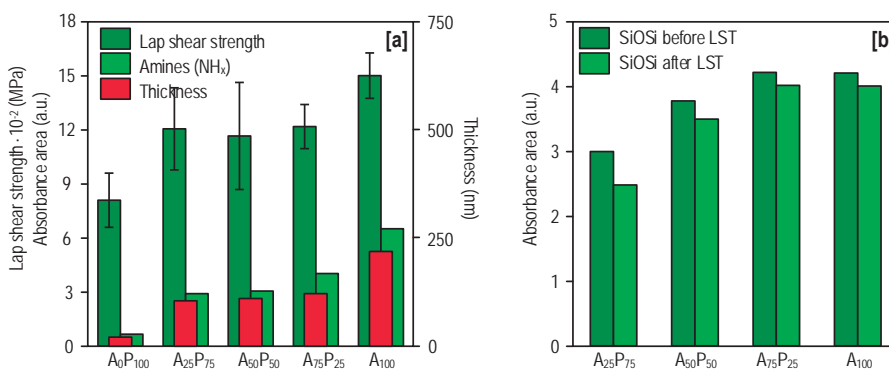 18
15
12
9
6
3
0
Lap shear strength · 10-2 (MPa)
Absorbance area (a.u.)
Lap shear strength
Amines (NHx)
Thickness
[a]
750
500
250
0
Thickness (nm)
A0P100
A25P75
A50P50
A75P25
A100
5
4
3
2
1
0
Absorbance area (a.u.)
SiOSi before LST
SiOSi after LST
[b
A25P75
A50P50
A75P25
A100